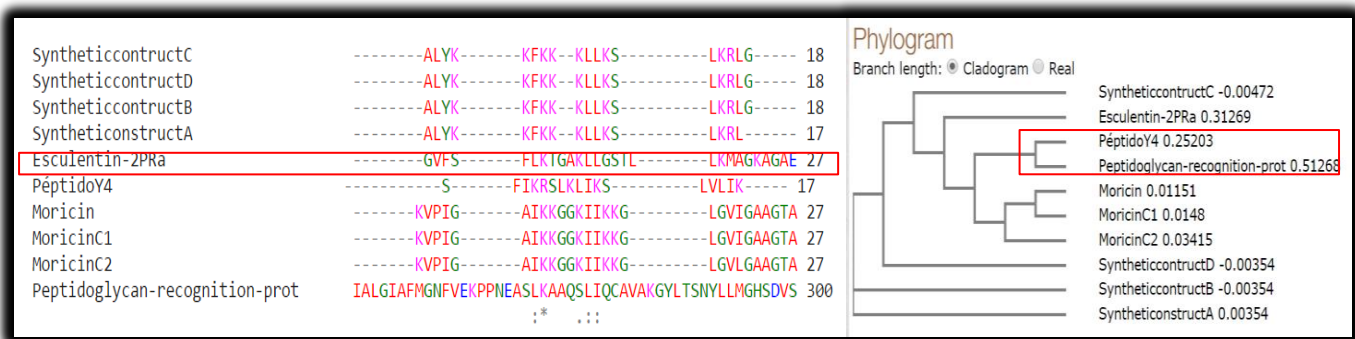 SyntheticcontructC --------ALYK-------KFKK--KLLKS----------LKRLG----- 18
SyntheticcontructD --------ALYK-------KFKK--KLLKS----------LKRLG----- 18
SyntheticcontructB --------ALYK-------KFKK--KLLKS----------LKRLG----- 18
SyntheticonstructA --------ALYK-------KFKK--KLLKS----------LKRL------ 17
Esculentin-2PRa --------GVFS-------FLKTGAKLLGSTL---------LKMAGKAGAE 27
PéptidoY4 -----------S-------FIKRSLKLIKS----------LVLIK----- 17
Moricin -------KVPIG-------AIKKGGKIIKKG---------LGVIGAAGTA 27
MoricinC1 -------KVPIG-------AIKKGGKIIKKG---------LGVIGAAGTA 27
MoricinC2 -------KVPIG-------AIKKGGKIIKKG---------LGVLGAAGTA 27
Peptidoglycan-recognition-prot IALGIAFMGNFVEKPPNEASLKAAQSLIQCAVAKGYLTSNYLLMGHSDVS 300
:* .::
Phylogram
Branch length: Cladogram Real
SyntheticcontructC -0.00472
Esculentin-2PRa 0.31269
PéptidoY4 0.25203
Peptidoglycan-recognition-prot 0.51268
Moricin 0.01151
MoricinC1 0.0148
MoricinC2 0.03415
SyntheticcontructD -0.00354
SyntheticcontructB -0.00354
SyntheticonstructA 0.00354